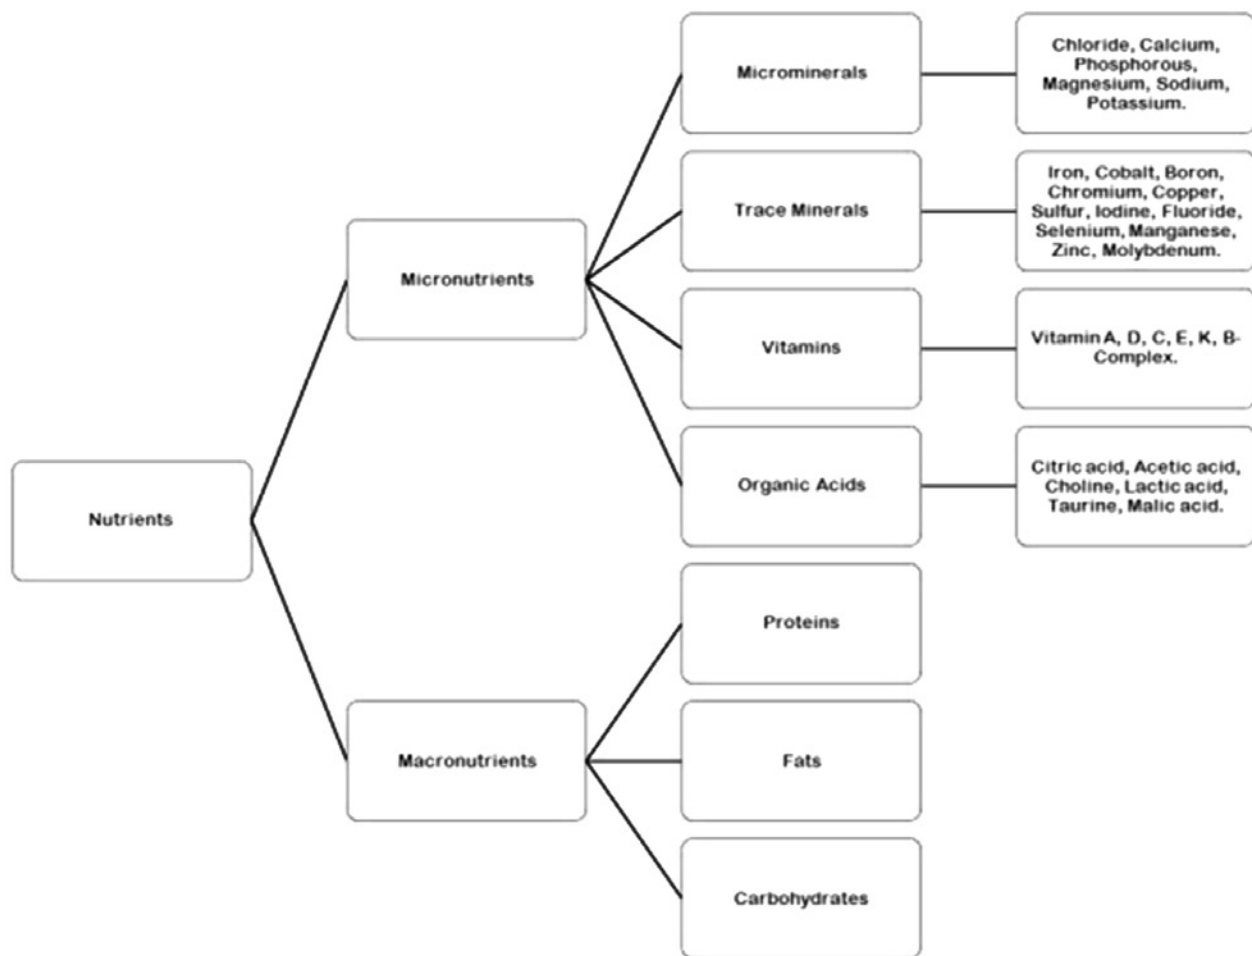 Nutrients
Micronutrients
Macronutrients
Microminerals
Trace Minerals
Vitamins
Organic Acids
Proteins
Fats
Carbohydrates
Chloride, Calcium,
Phosphorous,
Magnesium, Sodium,
Potassium.
Iron, Cobalt, Boron,
Chromium, Copper,
Sulfur, Iodine, Fluoride,
Selenium, Manganese,
Zinc, Molybdenum.
Vitamin A, D, C, E, K, B-
Complex.
Citric acid, Acetic acid,
Choline, Lactic acid,
Taurine, Malic acid.